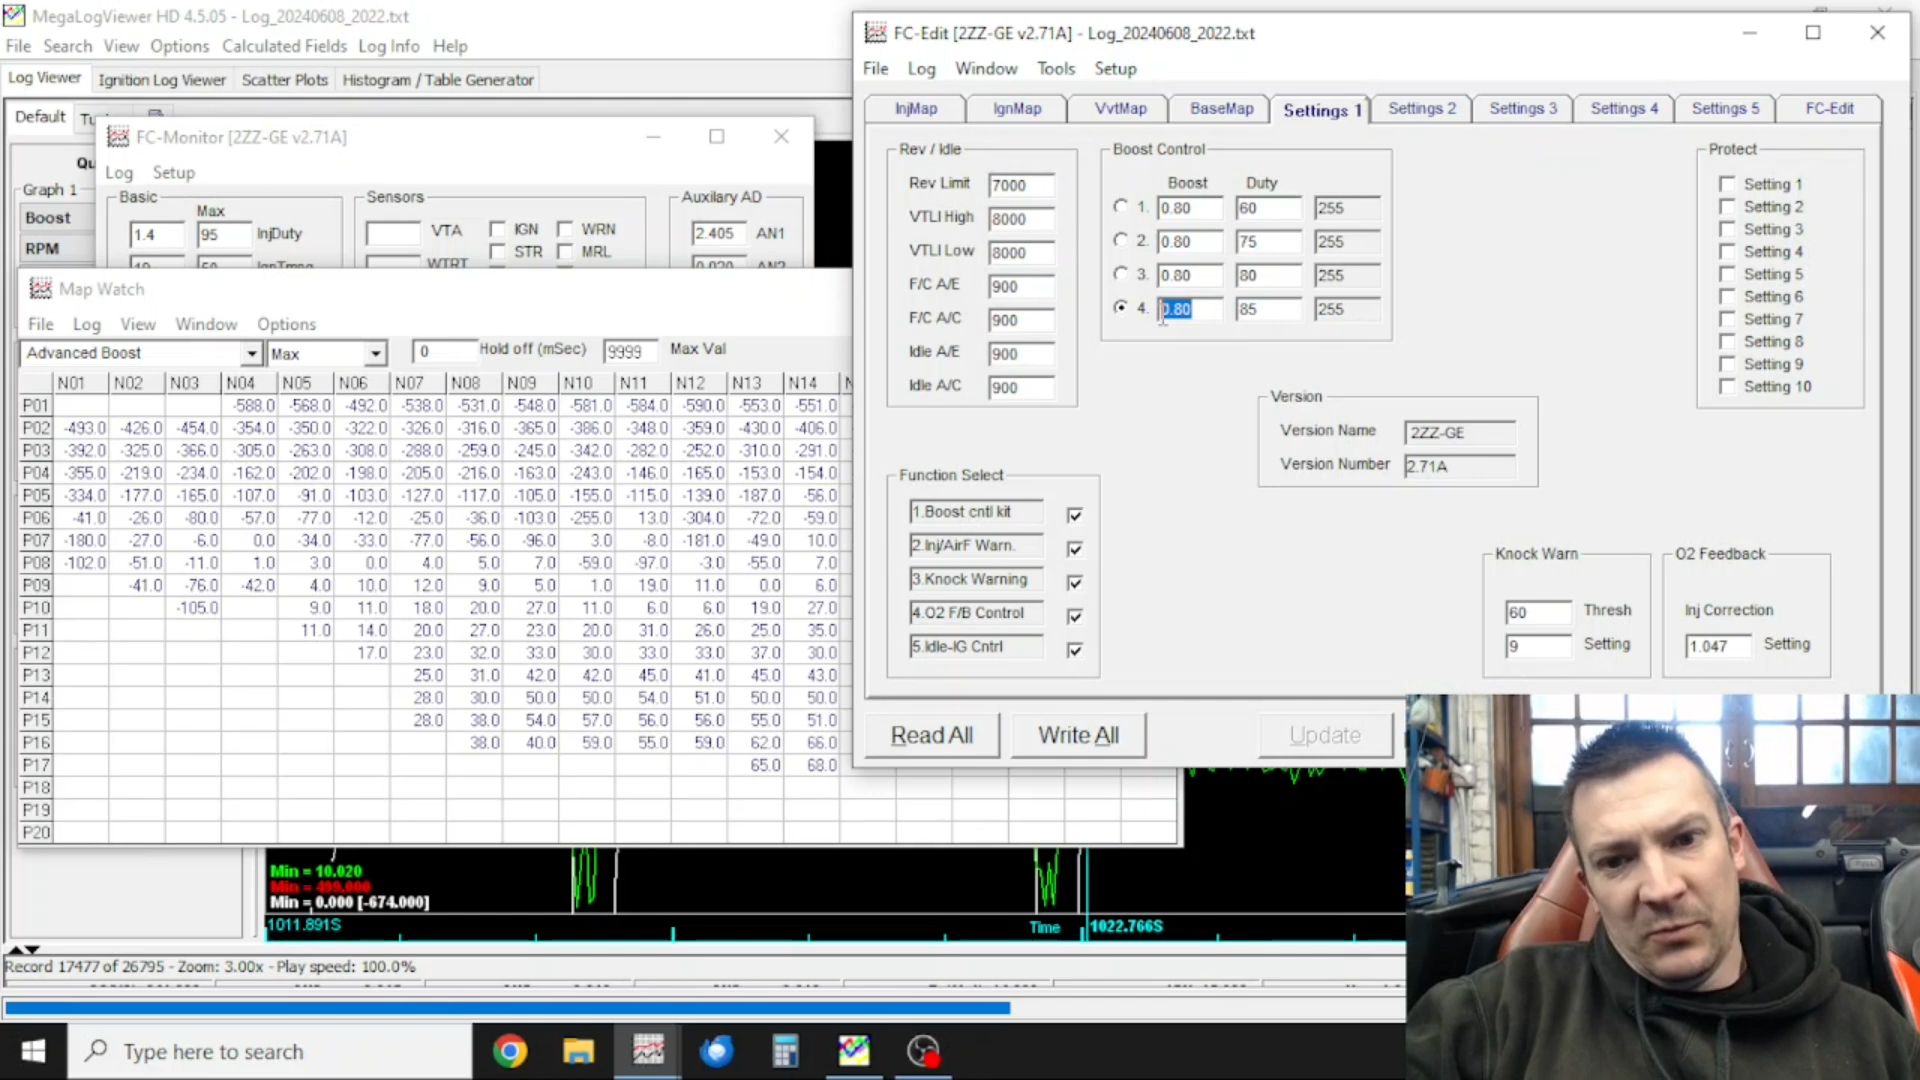 MegaLogViewer HD 4.5.05 - Log_20240608_2022.txt
File Search View Options Calculated Fields Log Info Help
Log Viewer Ignition Log Viewer Scatter Plots Histogram / Table Generator
Default Tu
Qu
Graph 1
Boost
RPM
FC-Monitor [2ZZ-GE v2.71A]
Log Setup
Basic Sensors Auxilary AD
Max
1.4 95 InjDuty VTA IGN WRN 2.405 AN1
STR MRL
Map Watch
File Log View Window Options
Advanced Boost Max 0 Hold off (mSec) 9999 Max Val
N01 N02 N03 N04 N05 N06 N07 N08 N09 N10 N11 N12 N13 N14
P01 -588.0 -568.0 -492.0 -538.0 -531.0 -548.0 -581.0 -584.0 -590.0 -553.0 -551.0
P02 -493.0 -426.0 -454.0 -354.0 -350.0 -322.0 -326.0 -316.0 -365.0 -386.0 -348.0 -359.0 -430.0 -406.0
P03 -392.0 -325.0 -366.0 -305.0 -263.0 -308.0 -288.0 -259.0 -245.0 -342.0 -282.0 -252.0 -310.0 -291.0
P04 -355.0 -219.0 -234.0 -162.0 -202.0 -198.0 -205.0 -216.0 -163.0 -243.0 -146.0 -165.0 -153.0 -154.0
P05 -334.0 -177.0 -165.0 -107.0 -91.0 -103.0 -127.0 -117.0 -105.0 -155.0 -115.0 -139.0 -187.0 -56.0
P06 -41.0 -26.0 -80.0 -57.0 -77.0 -12.0 -25.0 -36.0 -103.0 -255.0 13.0 -304.0 -72.0 -59.0
P07 -180.0 -27.0 -6.0 0.0 -34.0 -33.0 -77.0 -56.0 -96.0 3.0 -8.0 -181.0 -49.0 10.0
P08 -102.0 -51.0 -11.0 1.0 3.0 0.0 4.0 5.0 7.0 -59.0 -97.0 -3.0 -55.0 7.0
P09 -41.0 -76.0 -42.0 4.0 10.0 12.0 9.0 5.0 1.0 19.0 11.0 0.0 6.0
P10 -105.0 9.0 11.0 18.0 20.0 27.0 11.0 6.0 6.0 19.0 27.0
P11 11.0 14.0 20.0 27.0 23.0 20.0 31.0 26.0 25.0 35.0
P12 17.0 23.0 32.0 33.0 30.0 33.0 33.0 37.0 30.0
P13 25.0 31.0 42.0 42.0 45.0 41.0 45.0 43.0
P14 28.0 30.0 50.0 50.0 54.0 51.0 50.0 50.0
P15 28.0 38.0 54.0 57.0 56.0 56.0 55.0 51.0
P16 38.0 40.0 59.0 55.0 59.0 62.0 66.0
P17 65.0 68.0
P18
P19
P20
Min = 10.020
Min = 499.000
Min = 0.000 [-674.000]
1011.891S Time 1022.766S
Record 17477 of 26795 - Zoom: 3.00x - Play speed: 100.0%
FC-Edit [2ZZ-GE v2.71A] - Log_20240608_2022.txt
File Log Window Tools Setup
InjMap IgnMap VvtMap BaseMap Settings 1 Settings 2 Settings 3 Settings 4 Settings 5 FC-Edit
Rev / Idle
Rev Limit 7000
VTLI High 8000
VTLI Low 8000
F/C A/E 900
F/C A/C 900
Idle A/E 900
Idle A/C 900
Boost Control
Boost Duty
1. 0.80 60 255
2. 0.80 75 255
3. 0.80 80 255
4. 0.80 85 255
Protect
Setting 1
Setting 2
Setting 3
Setting 4
Setting 5
Setting 6
Setting 7
Setting 8
Setting 9
Setting 10
Version
Version Name 2ZZ-GE
Version Number 2.71A
Function Select
1.Boost cntl kit
2.Inj/AirF Warn.
3.Knock Warning
4.O2 F/B Control
5.Idle-IG Cntrl
Knock Warn
60 Thresh
9 Setting
O2 Feedback
Inj Correction
1.047 Setting
Read All Write All Update
Type here to search